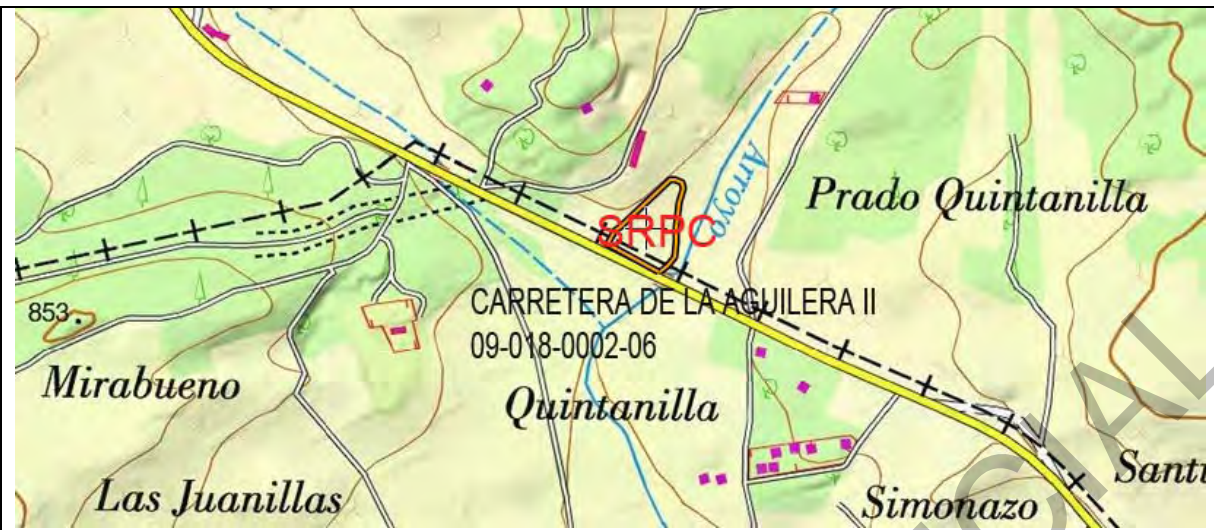 Arroyo
Prado Quintanilla
SRPC
CARRETERA DE LA AGUILERA II
09-018-0002-06
853
Mirabueno
Quintanilla
Las Juanillas
Simonazo
Santi
CIAL